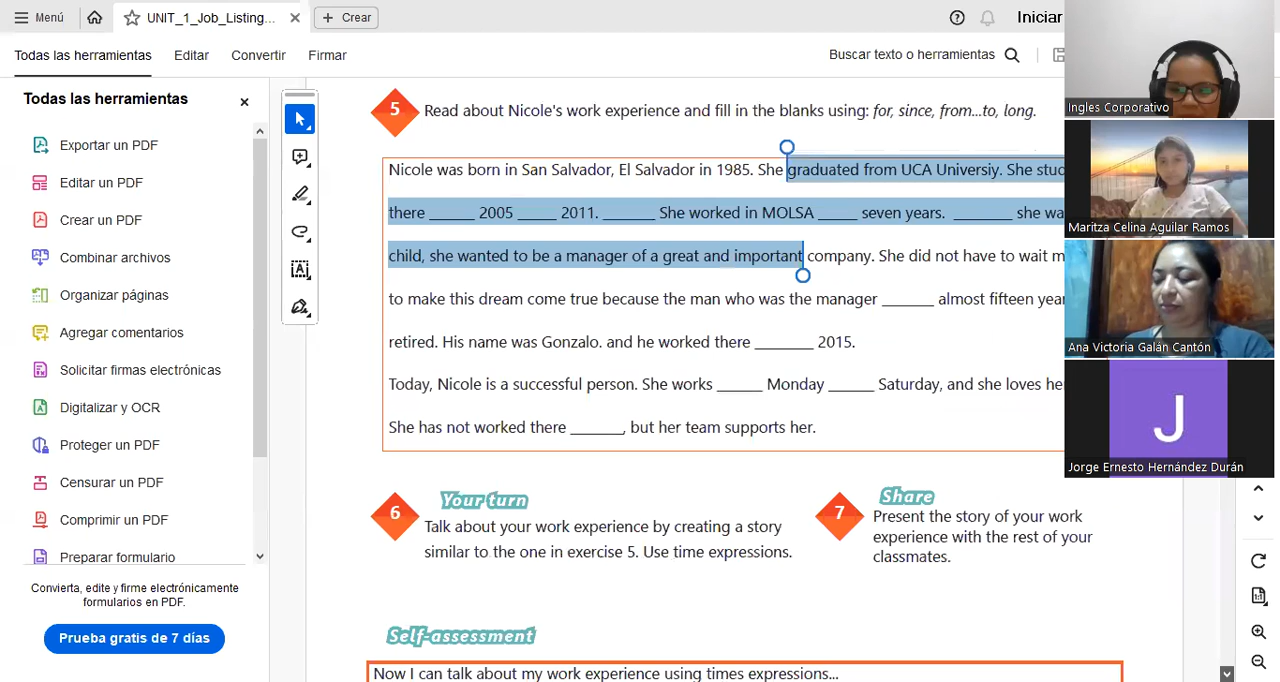 Menú
UNIT_1_Job_Listing...
Crear
Iniciar
Todas las herramientas
Editar
Convertir
Firmar
Buscar texto o herramientas
Todas las herramientas
Exportar un PDF
Editar un PDF
Crear un PDF
Combinar archivos
Organizar páginas
Agregar comentarios
Solicitar firmas electrónicas
Digitalizar y OCR
Proteger un PDF
Censurar un PDF
Comprimir un PDF
Preparar formulario
Convierta, edite y firme electrónicamente
formularios en PDF.
Prueba gratis de 7 días
5
Read about Nicole's work experience and fill in the blanks using: for, since, from...to, long.
Nicole was born in San Salvador, El Salvador in 1985. She graduated from UCA Universiy. She stud
there ______ 2005 _____ 2011. _______ She worked in MOLSA _____ seven years. ________ she wa
child, she wanted to be a manager of a great and important company. She did not have to wait m
to make this dream come true because the man who was the manager _______ almost fifteen year
retired. His name was Gonzalo. and he worked there ________ 2015.
Today, Nicole is a successful person. She works ______ Monday ______ Saturday, and she loves he
She has not worked there _______, but her team supports her.
6
Your turn
Talk about your work experience by creating a story
similar to the one in exercise 5. Use time expressions.
7
Share
Present the story of your work
experience with the rest of your
classmates.
Self-assessment
Now I can talk about my work experience using times expressions...
Ingles Corporativo
Maritza Celina Aguilar Ramos
Ana Victoria Galán Cantón
J
Jorge Ernesto Hernández Durán